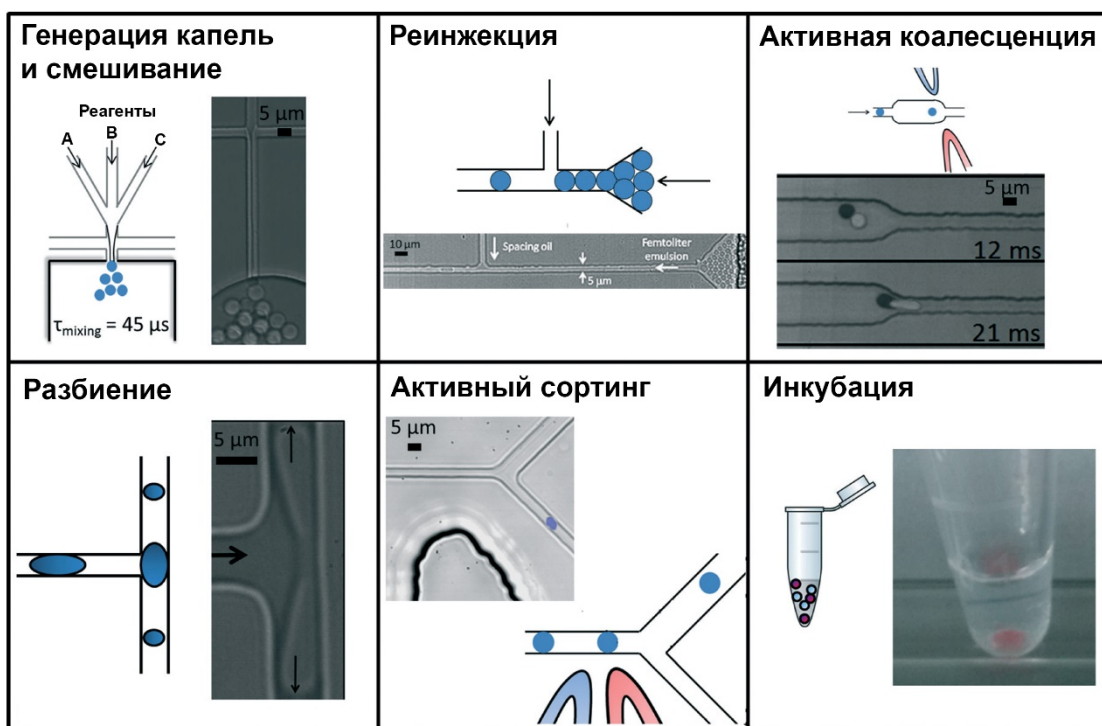 Генерация капель
и смешивание
Реагенты
A
B
C
5 µm
τmixing = 45 µs
Реинжекция
10 µm
Spacing oil
5 µm
Femtoliter
emulsion
Активная коалесценция
5 µm
12 ms
21 ms
Разбиение
5 µm
Активный сортинг
5 µm
Инкубация